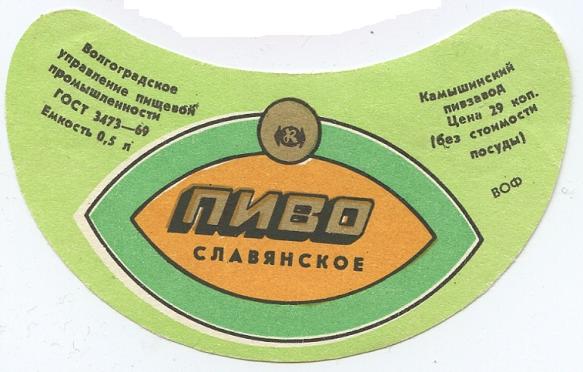 Волгоградское
управление пищевой
промышленности
ГОСТ 3473—69
Емкость 0,5 л
Камышинский
пивзавод
Цена 29 коп.
(без стоимости
посуды)
ВОФ
К
ПИВО
СЛАВЯНСКОЕ